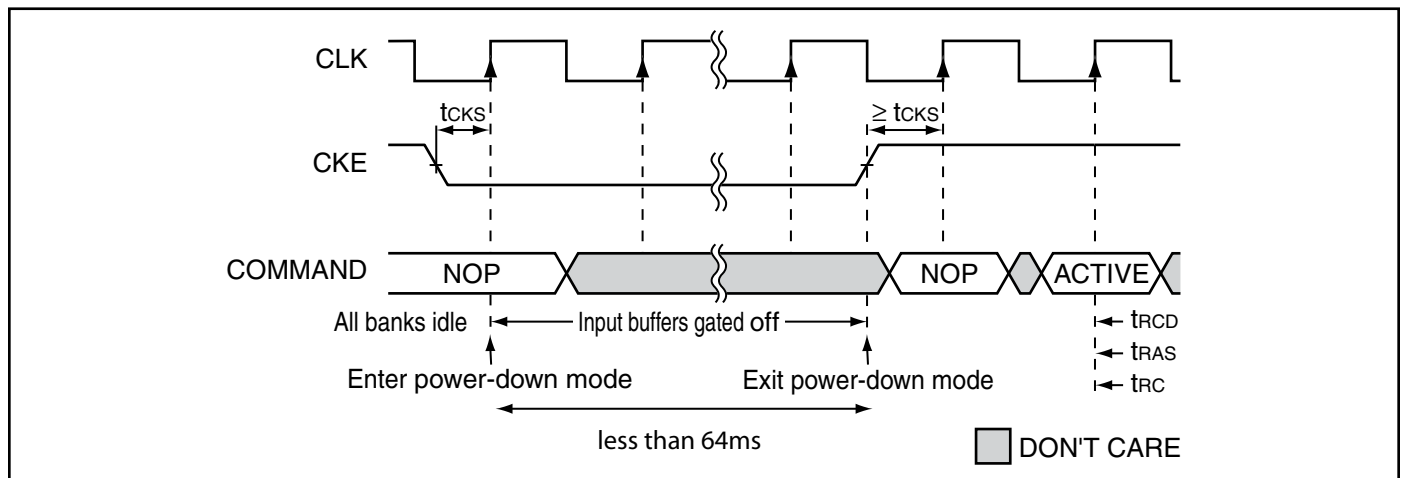 CLK
tCKS
≥ tCKS
CKE
COMMAND
NOP
NOP
ACTIVE
All banks idle
Input buffers gated off
tRCD
tRAS
Enter power-down mode
Exit power-down mode
tRC
less than 64ms
DON'T CARE